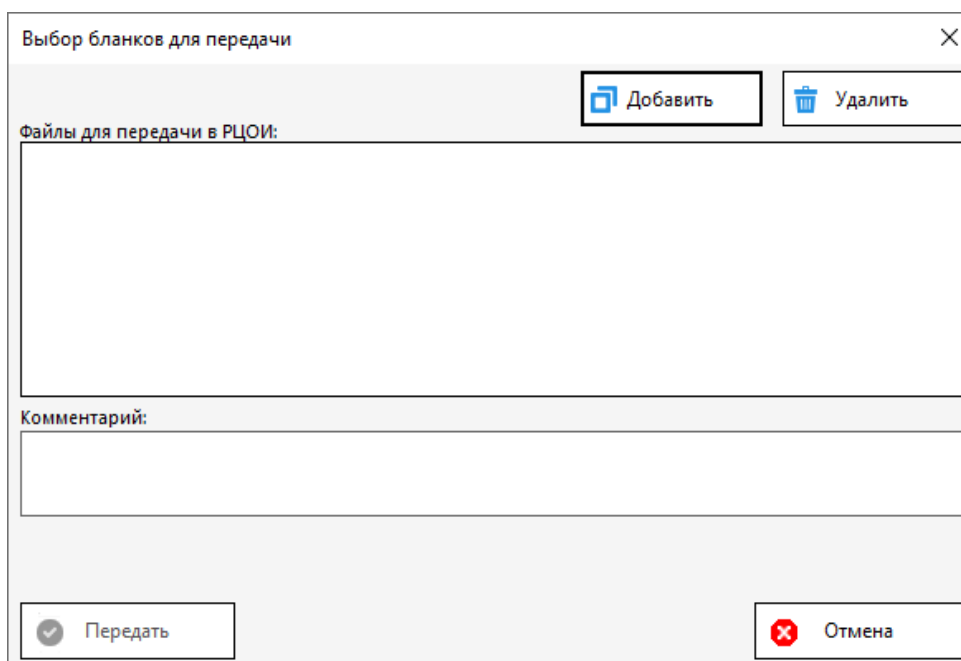 Выбор бланков для передачи
Добавить
Удалить
Файлы для передачи в РЦОИ:
Комментарий:
Передать
Отмена